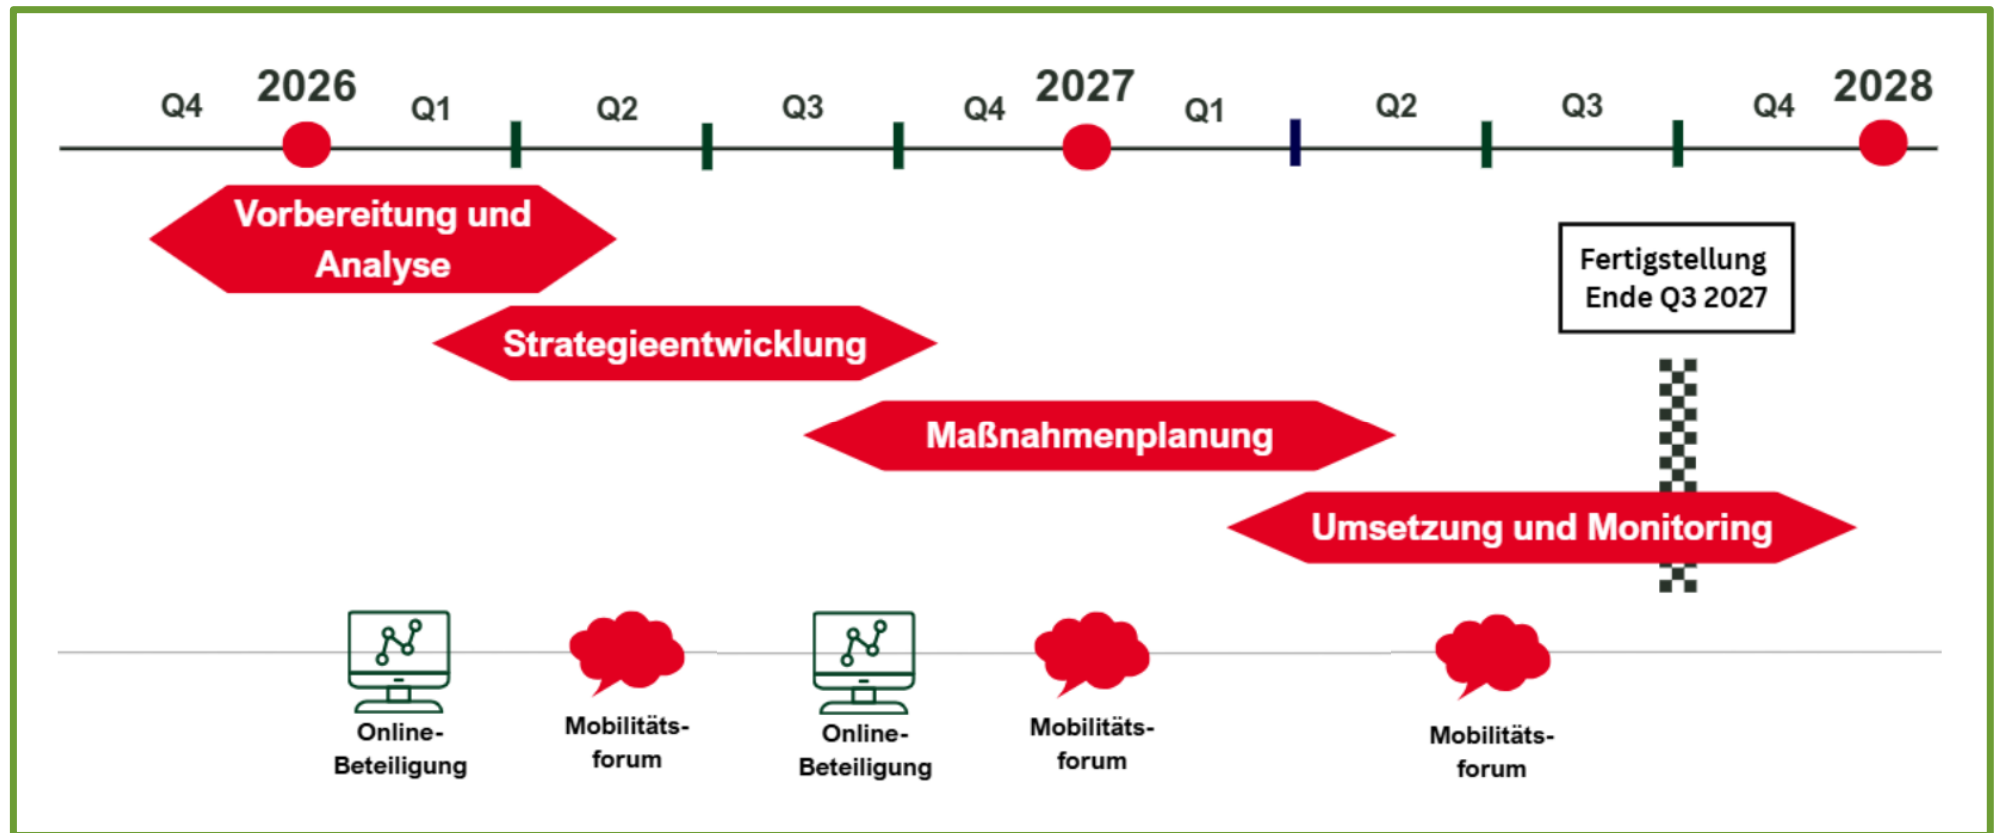 Q4 2026 Q1 Q2 Q3 Q4 2027 Q1 Q2 Q3 Q4 2028
Vorbereitung und
Analyse
Fertigstellung
Ende Q3 2027
Strategieentwicklung
Maßnahmenplanung
Umsetzung und Monitoring
Online-
Beteiligung
Mobilitäts-
forum
Online-
Beteiligung
Mobilitäts-
forum
Mobilitäts-
forum